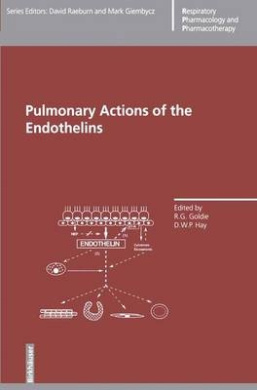 Series Editors: David Raeburn and Mark Giembycz
Respiratory
Pharmacology and
Pharmacotherapy
Pulmonary Actions of the
Endothelins
Edited by
R.G. Goldie
D.W.P. Hay
ENDOTHELIN
Birkhäuser